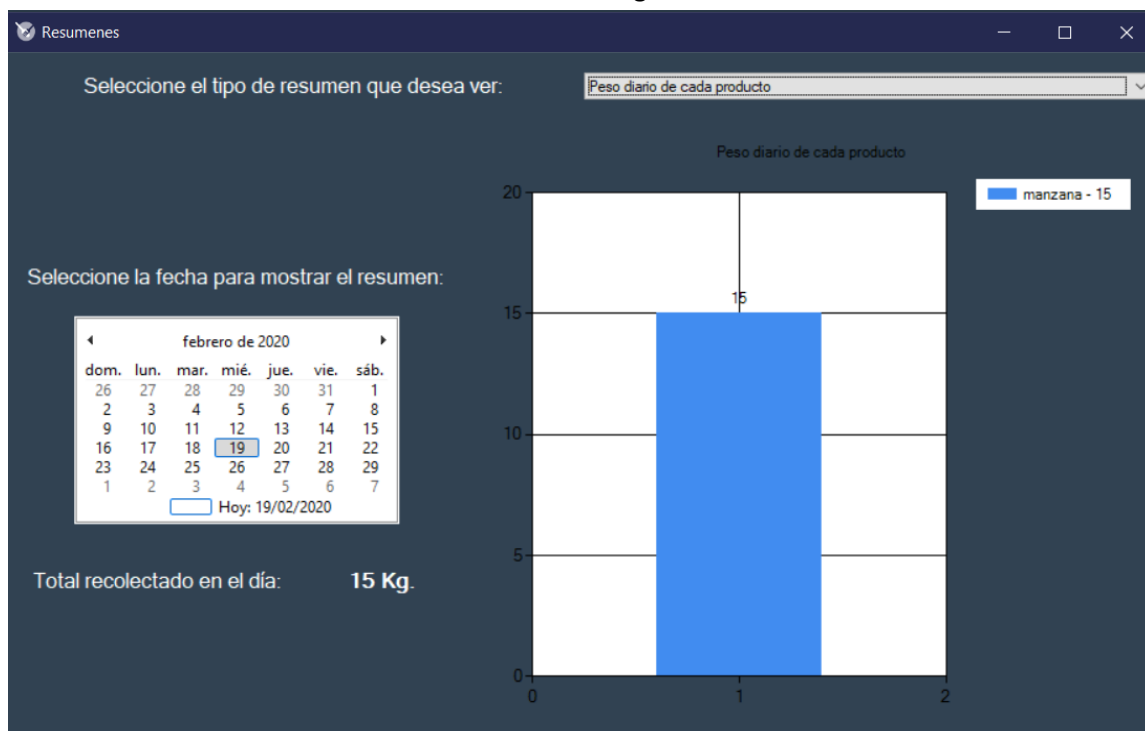 Resumenes
Seleccione el tipo de resumen que desea ver:
Peso diario de cada producto
Peso diario de cada producto
manzana - 15
20
15
15
10
5
0
0 1 2
Seleccione la fecha para mostrar el resumen:
febrero de 2020
dom. lun. mar. mié. jue. vie. sáb.
26 27 28 29 30 31 1
2 3 4 5 6 7 8
9 10 11 12 13 14 15
16 17 18 19 20 21 22
23 24 25 26 27 28 29
1 2 3 4 5 6 7
Hoy: 19/02/2020
Total recolectado en el día: 15 Kg.